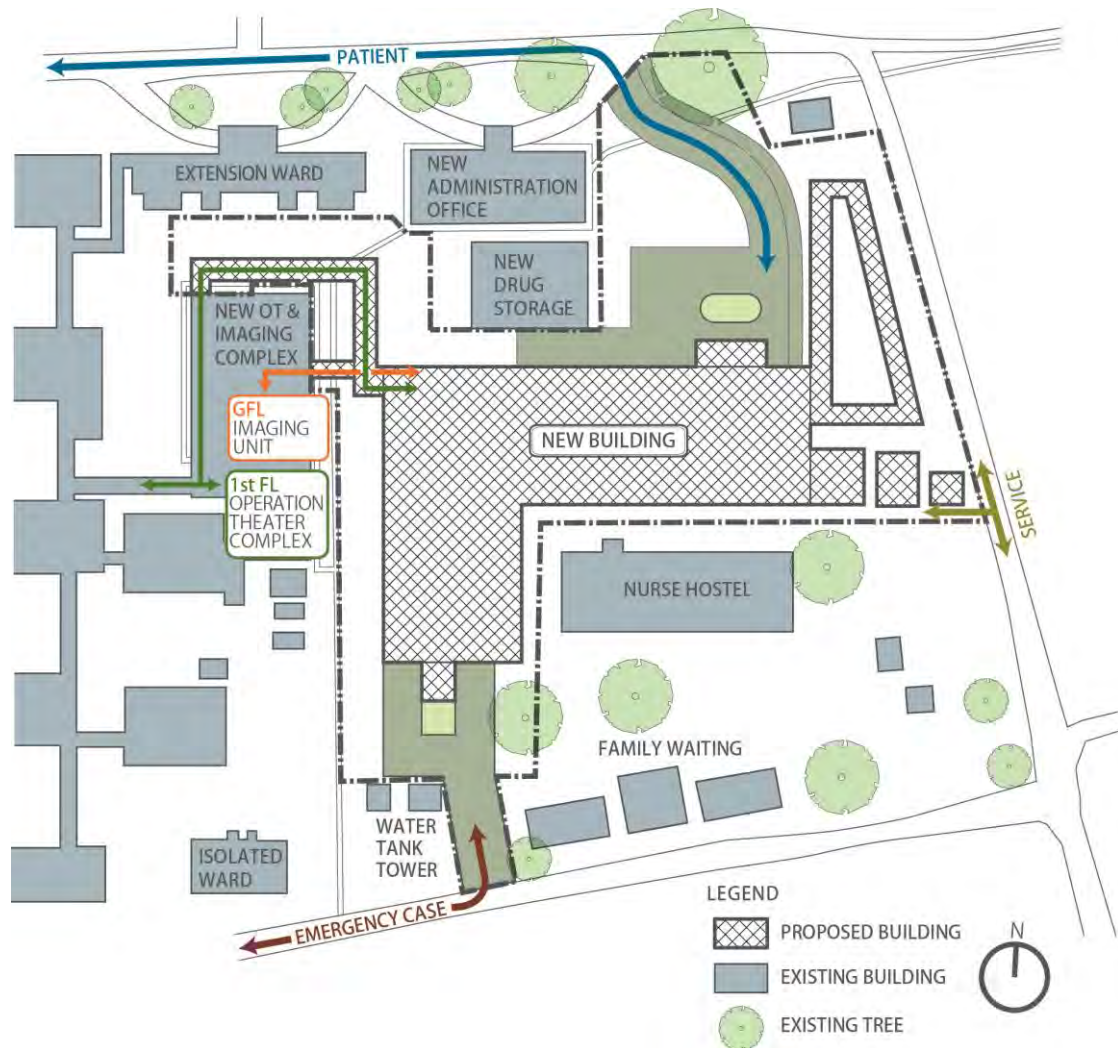 PATIENT
EXTENSION WARD
NEW
ADMINISTRATION
OFFICE
NEW
DRUG
STORAGE
NEW OT &
IMAGING
COMPLEX
GFL
IMAGING
UNIT
NEW BUILDING
1st FL
OPERATION
THEATER
COMPLEX
SERVICE
NURSE HOSTEL
FAMILY WAITING
WATER
TANK
TOWER
ISOLATED
WARD
EMERGENCY CASE
LEGEND
PROPOSED BUILDING
EXISTING BUILDING
EXISTING TREE
N